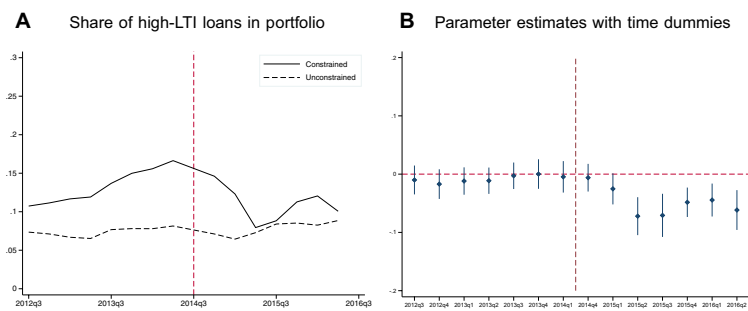 A Share of high-LTI loans in portfolio
.3
.25
.2
.15
.1
.05
0
Constrained
Unconstrained
2012q3 2013q3 2014q3 2015q3 2016q3
B Parameter estimates with time dummies
.2
.1
0
-.1
-.2
2012q3 2012q4 2013q1 2013q2 2013q3 2013q4 2014q1 2014q2 2014q4 2015q1 2015q2 2015q3 2015q4 2016q1 2016q2